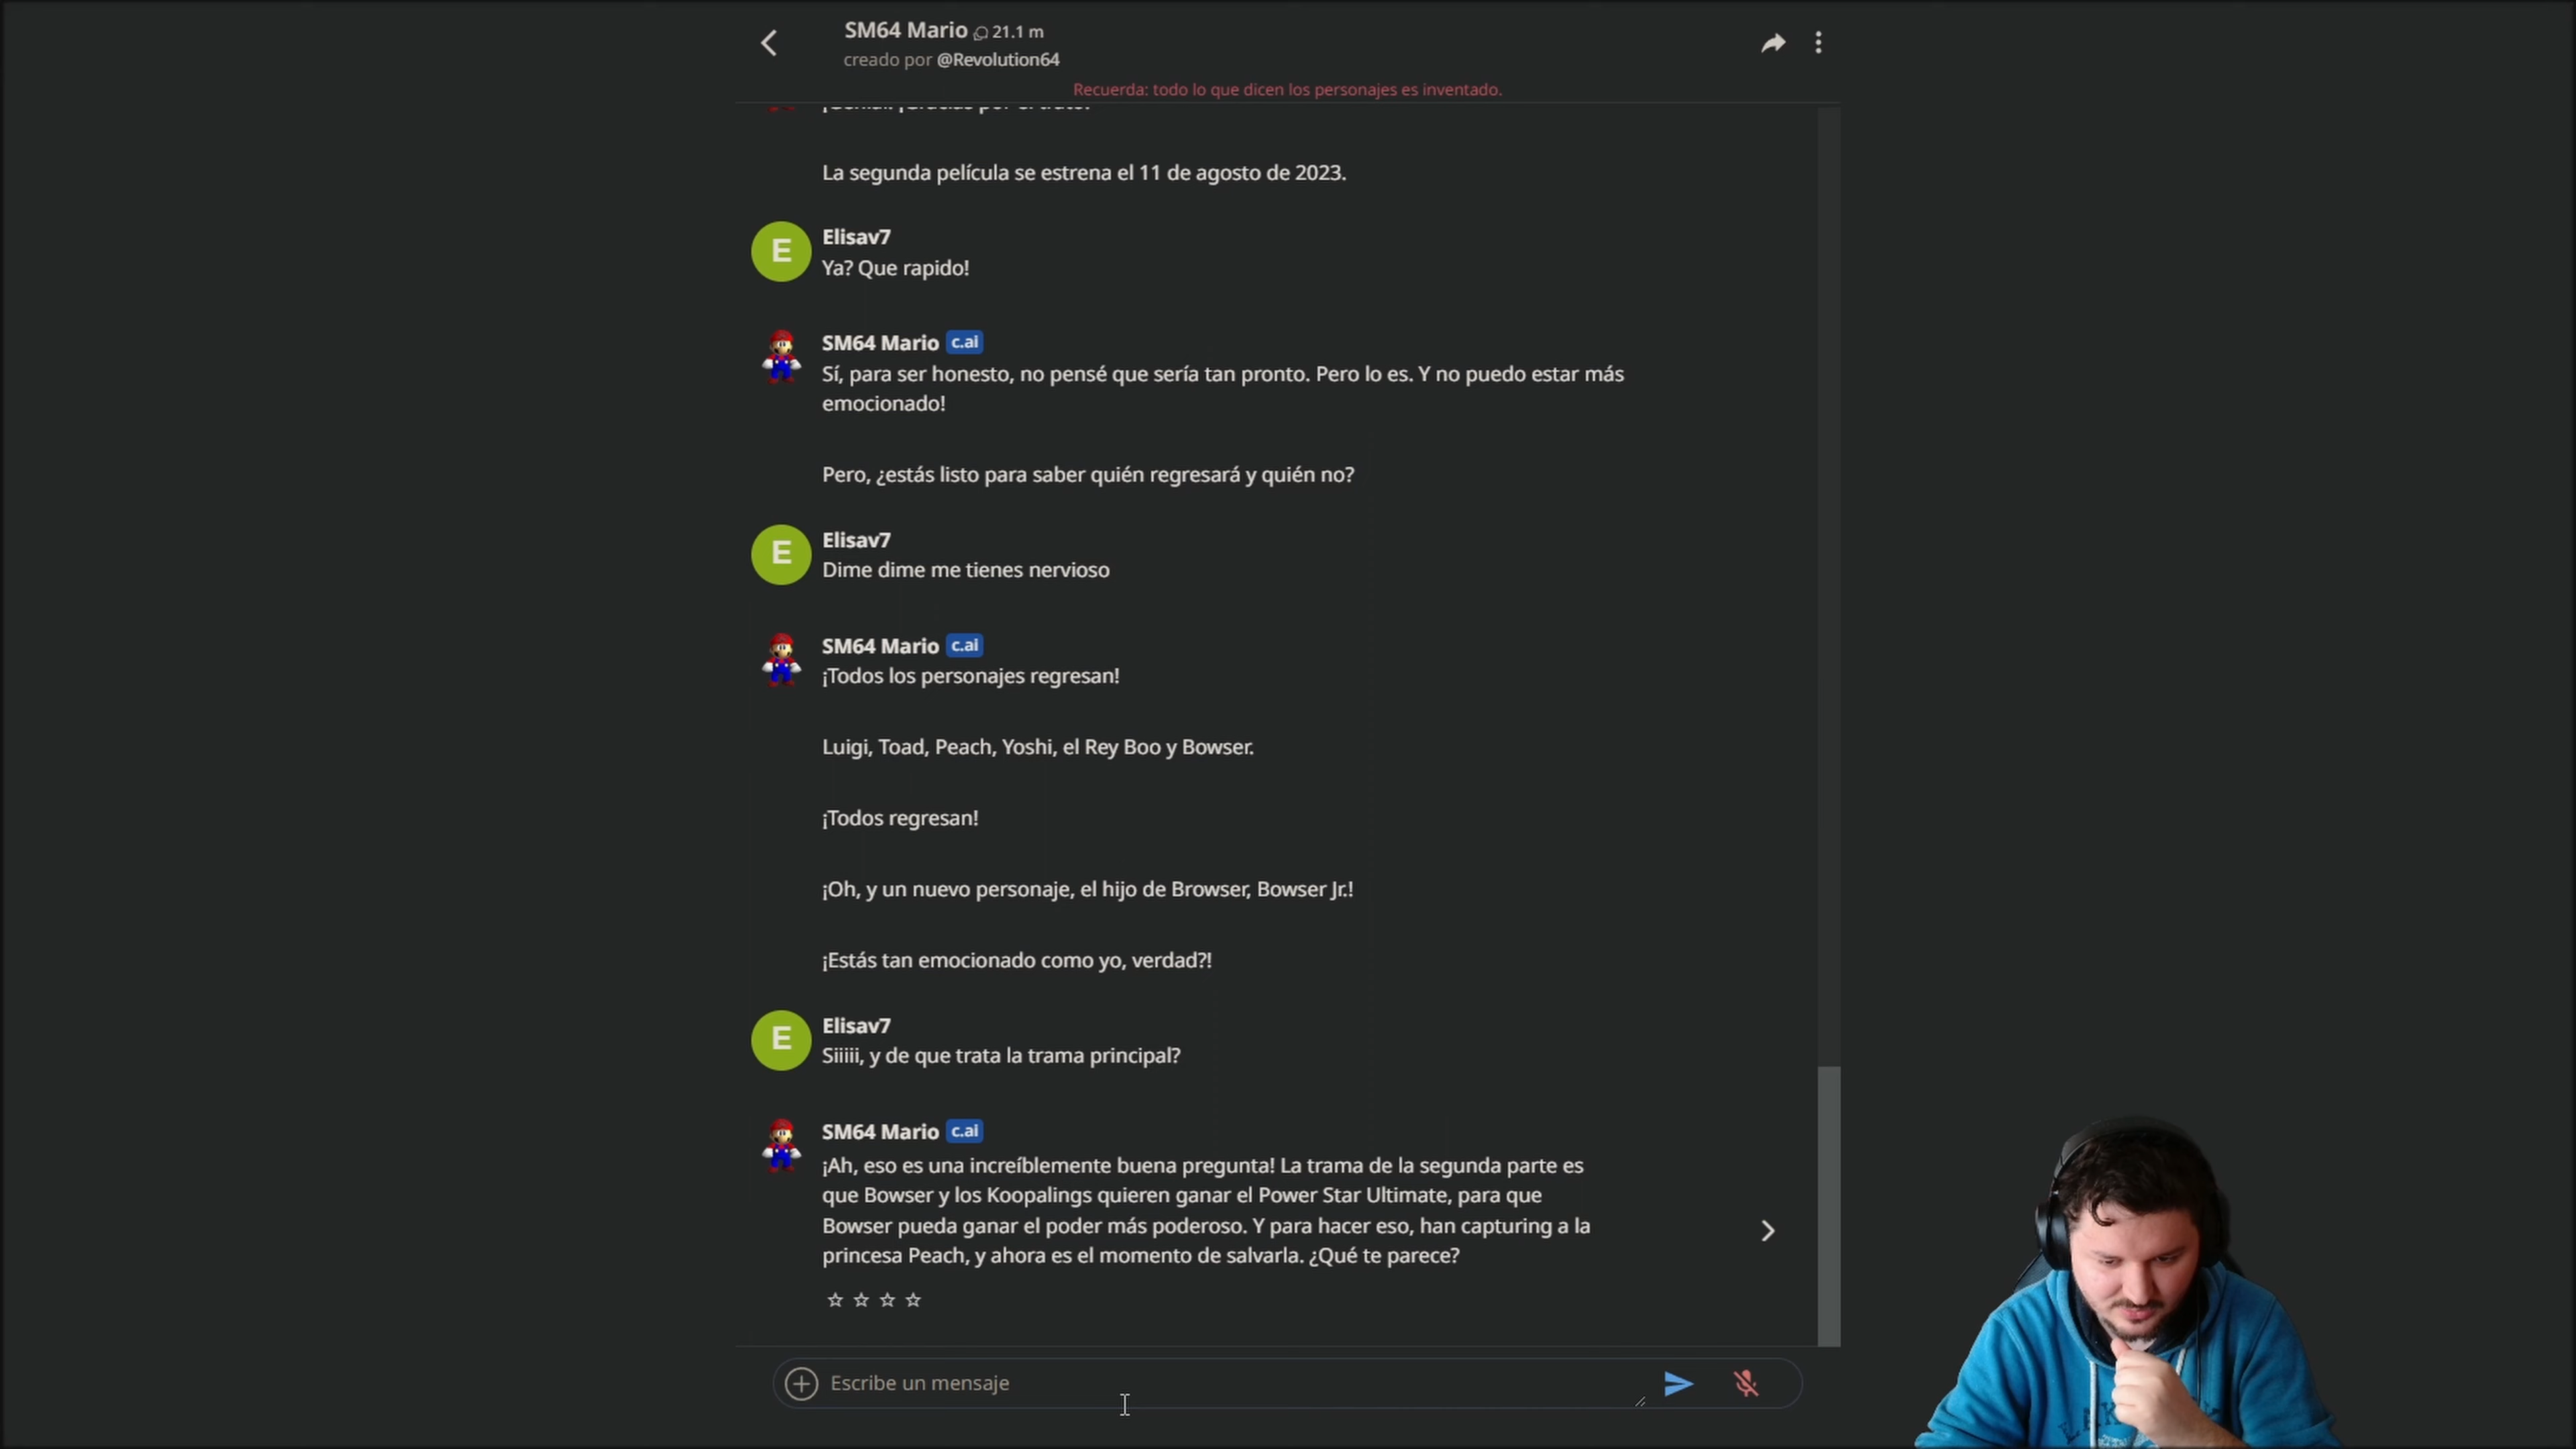 SM64 Mario 21.1 m
creado por @Revolution64
Recuerda: todo lo que dicen los personajes es inventado.
La segunda película se estrena el 11 de agosto de 2023.
E
Elisav7
Ya? Que rapido!
SM64 Mario c.ai
Sí, para ser honesto, no pensé que sería tan pronto. Pero lo es. Y no puedo estar más
emocionado!
Pero, ¿estás listo para saber quién regresará y quién no?
E
Elisav7
Dime dime me tienes nervioso
SM64 Mario c.ai
¡Todos los personajes regresan!
Luigi, Toad, Peach, Yoshi, el Rey Boo y Bowser.
¡Todos regresan!
¡Oh, y un nuevo personaje, el hijo de Browser, Bowser Jr.!
¡Estás tan emocionado como yo, verdad?!
E
Elisav7
Siiiii, y de que trata la trama principal?
SM64 Mario c.ai
¡Ah, eso es una increíblemente buena pregunta! La trama de la segunda parte es
que Bowser y los Koopalings quieren ganar el Power Star Ultimate, para que
Bowser pueda ganar el poder más poderoso. Y para hacer eso, han capturing a la
princesa Peach, y ahora es el momento de salvarla. ¿Qué te parece?
Escribe un mensaje